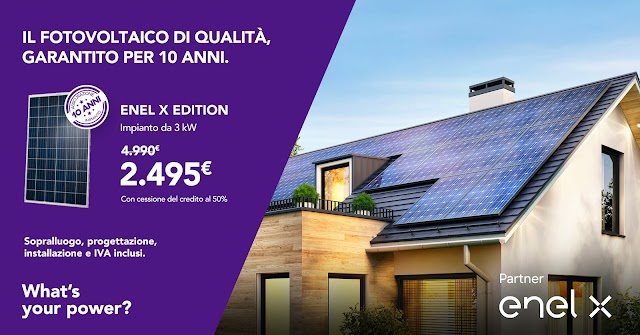 IL FOTOVOLTAICO DI QUALITÀ,
GARANTITO PER 10 ANNI.
10 ANNI
ENEL X EDITION
Impianto da 3 kW
4.990€
2.495€
Con cessione del credito al 50%
Sopralluogo, progettazione,
installazione e IVA inclusi.
What's
your power?
Partner
enel x